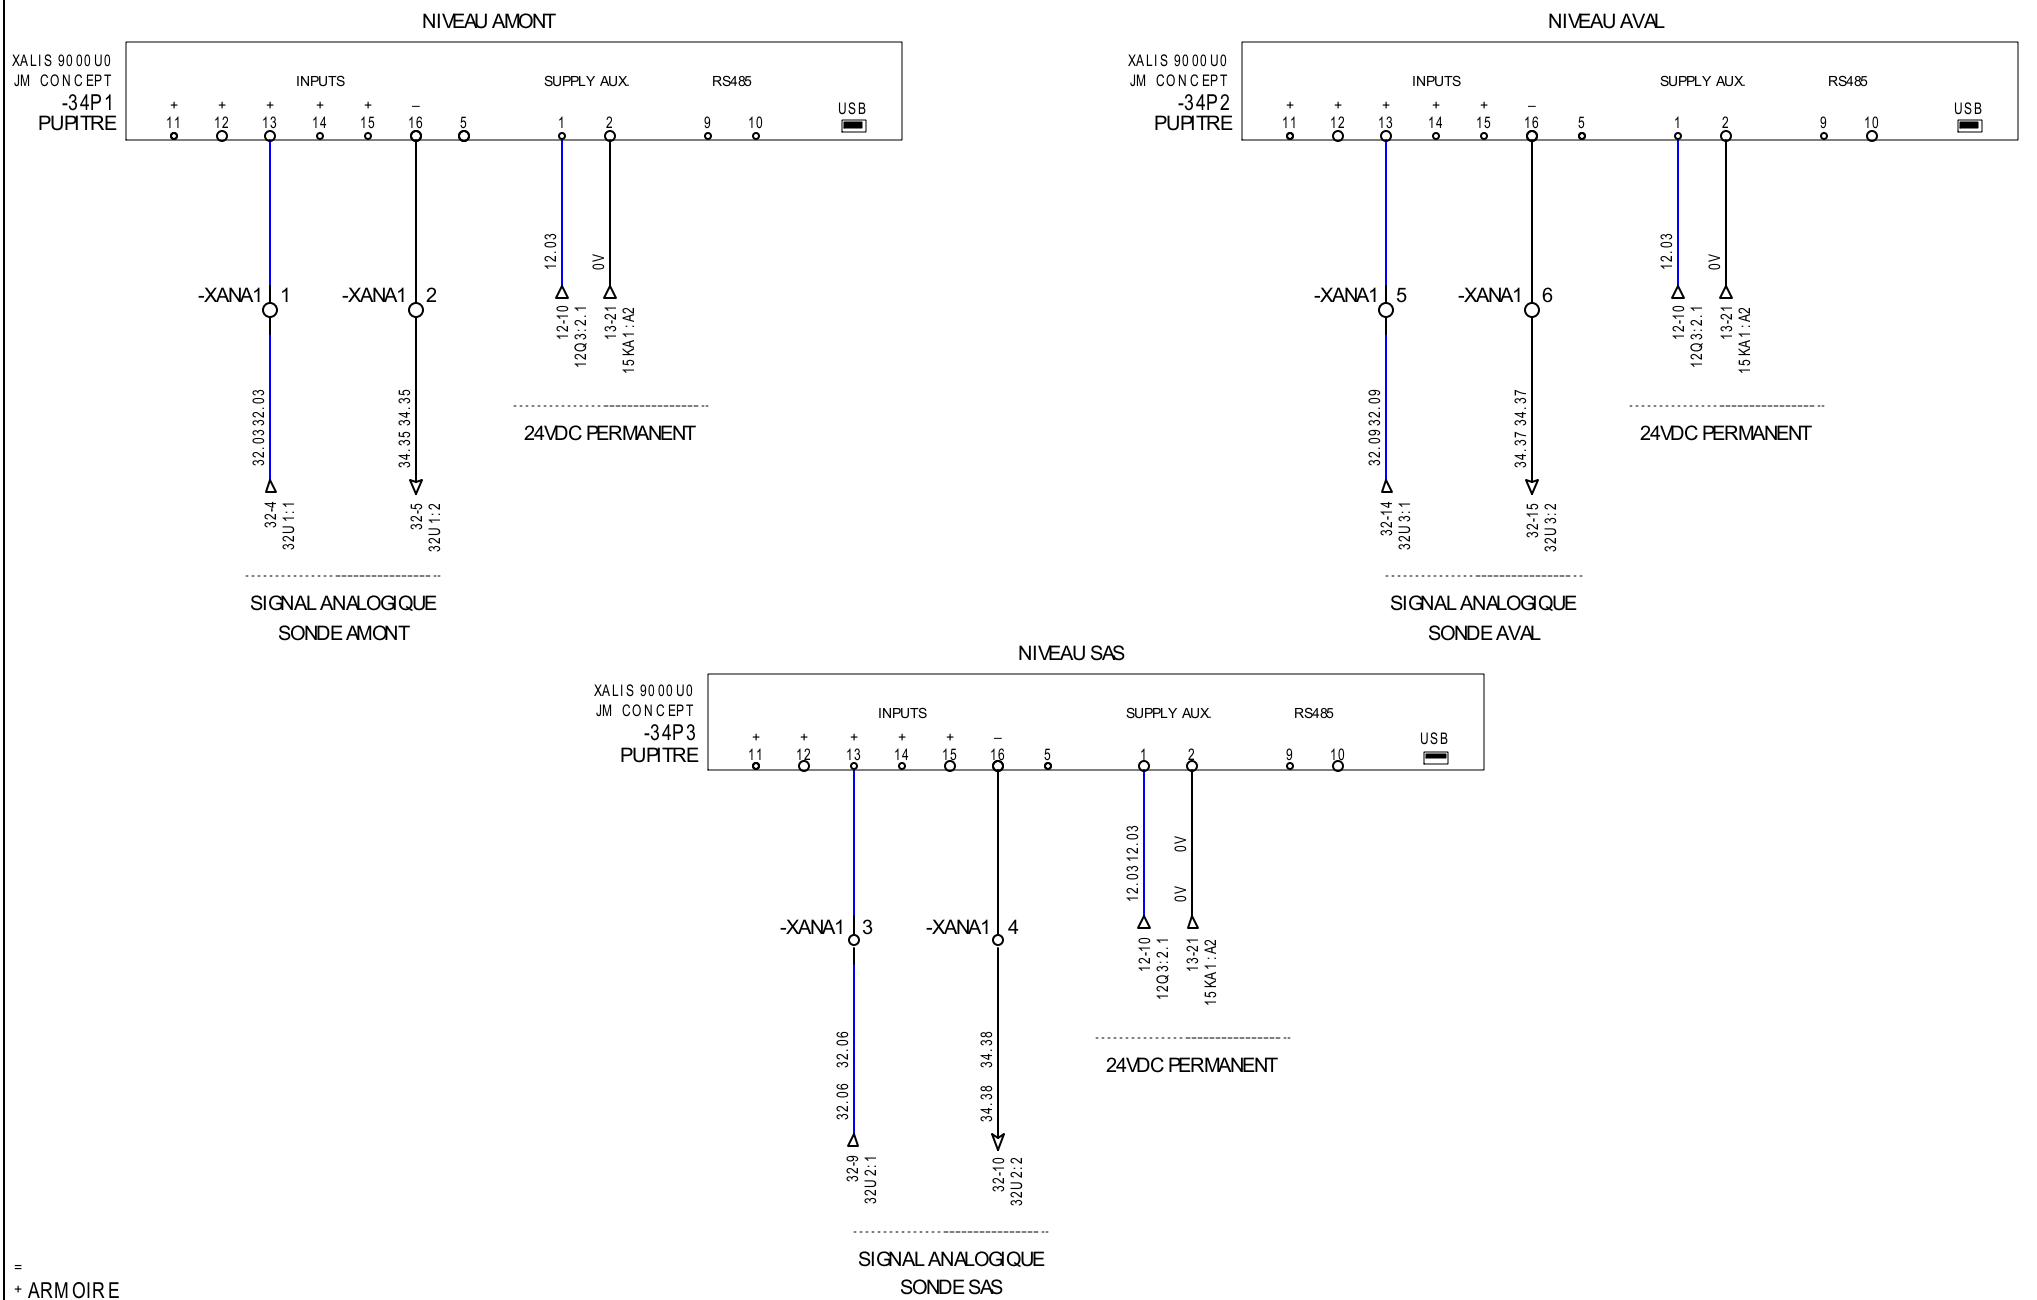 NIVEAU AMONT
XALIS 9000U0
JM CONCEPT
-34P1
PUPITRE
INPUTS
SUPPLY AUX.
RS485
USB
+ + + + + –
11 12 13 14 15 16 5 1 2 9 10
-XANA1 1
-XANA1 2
12.03
0V
12-10
12Q3:2.1
13-21
15KA1:A2
24VDC PERMANENT
32.03 32.03
34.35 34.35
32-4
32U1:1
32-5
32U1:2
SIGNAL ANALOGIQUE
SONDE AMONT
NIVEAU AVAL
XALIS 9000U0
JM CONCEPT
-34P2
PUPITRE
INPUTS
SUPPLY AUX.
RS485
USB
+ + + + + –
11 12 13 14 15 16 5 1 2 9 10
-XANA1 5
-XANA1 6
12.03
0V
12-10
12Q3:2.1
13-21
15KA1:A2
24VDC PERMANENT
32.09 32.09
34.37 34.37
32-14
32U3:1
32-15
32U3:2
SIGNAL ANALOGIQUE
SONDE AVAL
NIVEAU SAS
XALIS 9000U0
JM CONCEPT
-34P3
PUPITRE
INPUTS
SUPPLY AUX.
RS485
USB
+ + + + + –
11 12 13 14 15 16 5 1 2 9 10
12.03 12.03
0V 0V
-XANA1 3
-XANA1 4
12-10
12Q3:2.1
13-21
15KA1:A2
24VDC PERMANENT
32.06 32.06
34.38 34.38
32-9
32U2:1
32-10
32U2:2
SIGNAL ANALOGIQUE
SONDE SAS
=
+ ARMOIRE